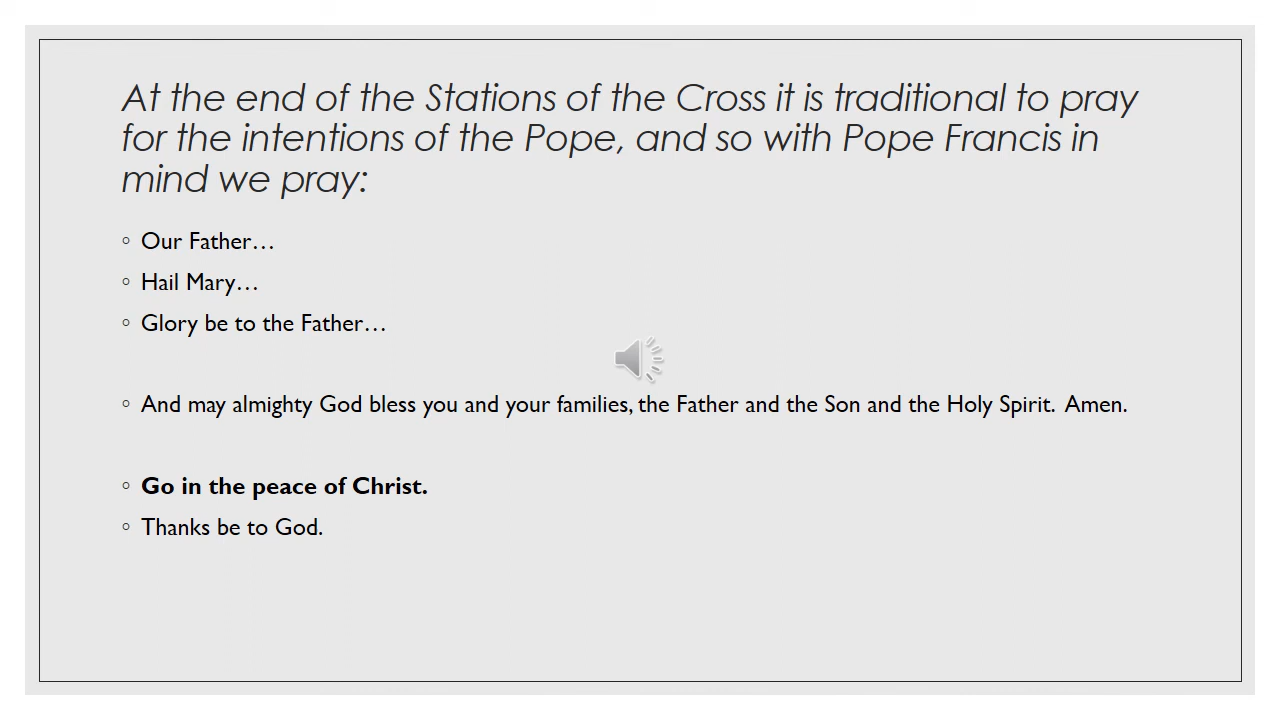 At the end of the Stations of the Cross it is traditional to pray
for the intentions of the Pope, and so with Pope Francis in
mind we pray:
◦ Our Father…
◦ Hail Mary…
◦ Glory be to the Father…
◦ And may almighty God bless you and your families, the Father and the Son and the Holy Spirit.  Amen.
◦ Go in the peace of Christ.
◦ Thanks be to God.